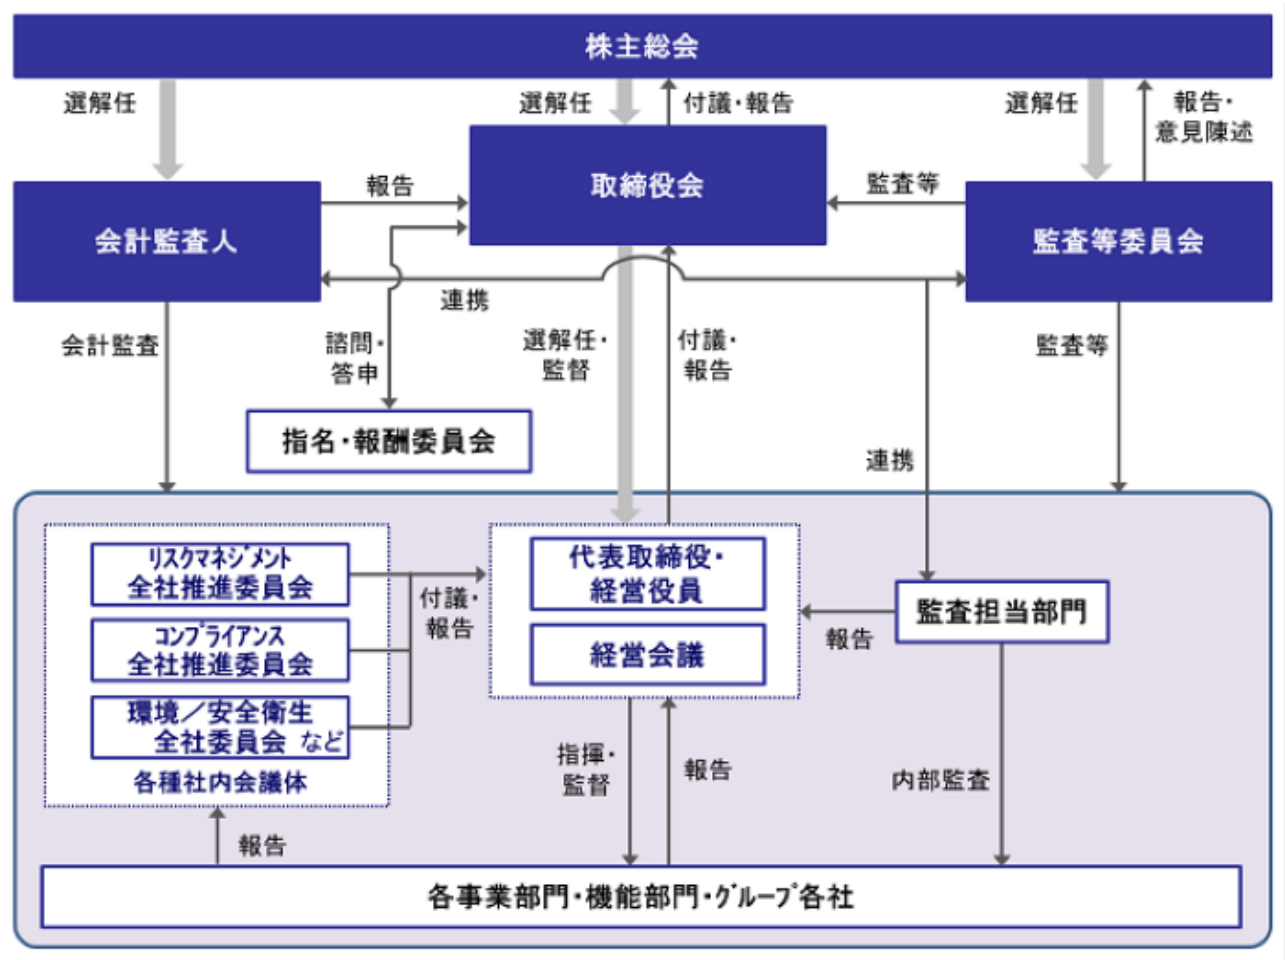 株主総会
選解任
選解任
付議・報告
選解任
報告・
意見陳述
取締役会
会計監査人
報告
監査等
監査等委員会
連携
会計監査
諮問・
答申
選解任・
監督
付議・
報告
監査等
指名・報酬委員会
連携
ﾘｽｸﾏﾈｼﾞﾒﾝﾄ
全社推進委員会
ｺﾝﾌﾟﾗｲｱﾝｽ
全社推進委員会
環境／安全衛生
全社委員会 など
各種社内会議体
付議・
報告
代表取締役・
経営役員
経営会議
監査担当部門
報告
指揮・
監督
報告
内部監査
報告
各事業部門・機能部門・ｸﾞﾙｰﾌﾟ各社